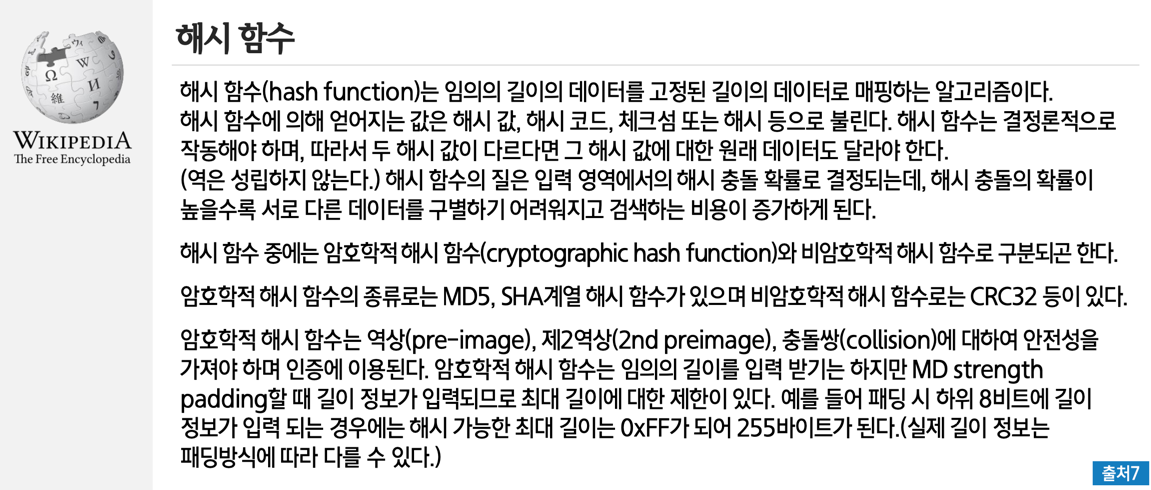 해시 함수
WIKIPEDIA
The Free Encyclopedia
해시 함수(hash function)는 임의의 길이의 데이터를 고정된 길이의 데이터로 매핑하는 알고리즘이다.
해시 함수에 의해 얻어지는 값은 해시 값, 해시 코드, 체크섬 또는 해시 등으로 불린다. 해시 함수는 결정론적으로
작동해야 하며, 따라서 두 해시 값이 다르다면 그 해시 값에 대한 원래 데이터도 달라야 한다.
(역은 성립하지 않는다.) 해시 함수의 질은 입력 영역에서의 해시 충돌 확률로 결정되는데, 해시 충돌의 확률이
높을수록 서로 다른 데이터를 구별하기 어려워지고 검색하는 비용이 증가하게 된다.
해시 함수 중에는 암호학적 해시 함수(cryptographic hash function)와 비암호학적 해시 함수로 구분되곤 한다.
암호학적 해시 함수의 종류로는 MD5, SHA계열 해시 함수가 있으며 비암호학적 해시 함수로는 CRC32 등이 있다.
암호학적 해시 함수는 역상(pre-image), 제2역상(2nd preimage), 충돌쌍(collision)에 대하여 안전성을
가져야 하며 인증에 이용된다. 암호학적 해시 함수는 임의의 길이를 입력 받기는 하지만 MD strength
padding할 때 길이 정보가 입력되므로 최대 길이에 대한 제한이 있다. 예를 들어 패딩 시 하위 8비트에 길이
정보가 입력 되는 경우에는 해시 가능한 최대 길이는 0xFF가 되어 255바이트가 된다.(실제 길이 정보는
패딩방식에 따라 다를 수 있다.)
출처7